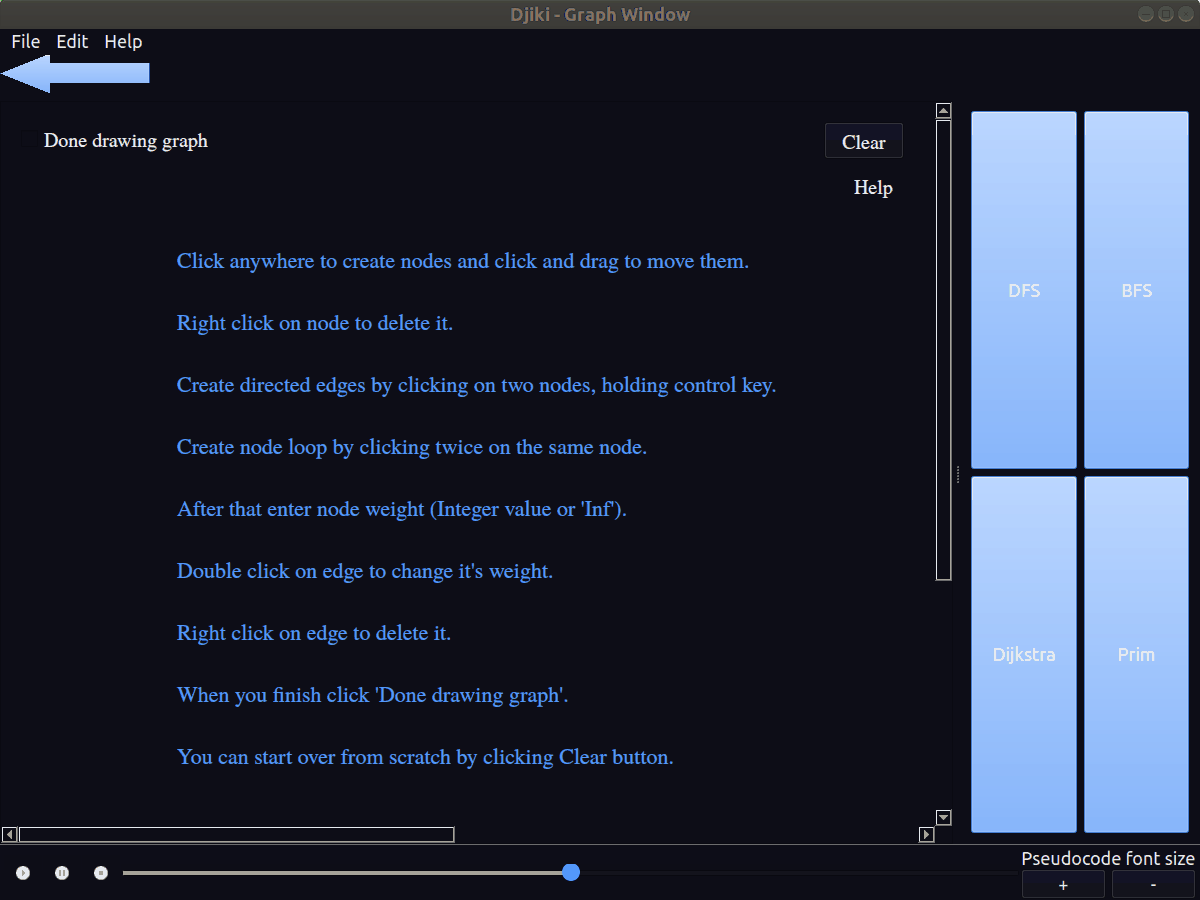 Djiki - Graph Window
File Edit Help
Done drawing graph
Clear
Help
Click anywhere to create nodes and click and drag to move them.
Right click on node to delete it.
Create directed edges by clicking on two nodes, holding control key.
Create node loop by clicking twice on the same node.
After that enter node weight (Integer value or 'Inf').
Double click on edge to change it's weight.
Right click on edge to delete it.
When you finish click 'Done drawing graph'.
You can start over from scratch by clicking Clear button.
DFS
BFS
Dijkstra
Prim
Pseudocode font size
+ -